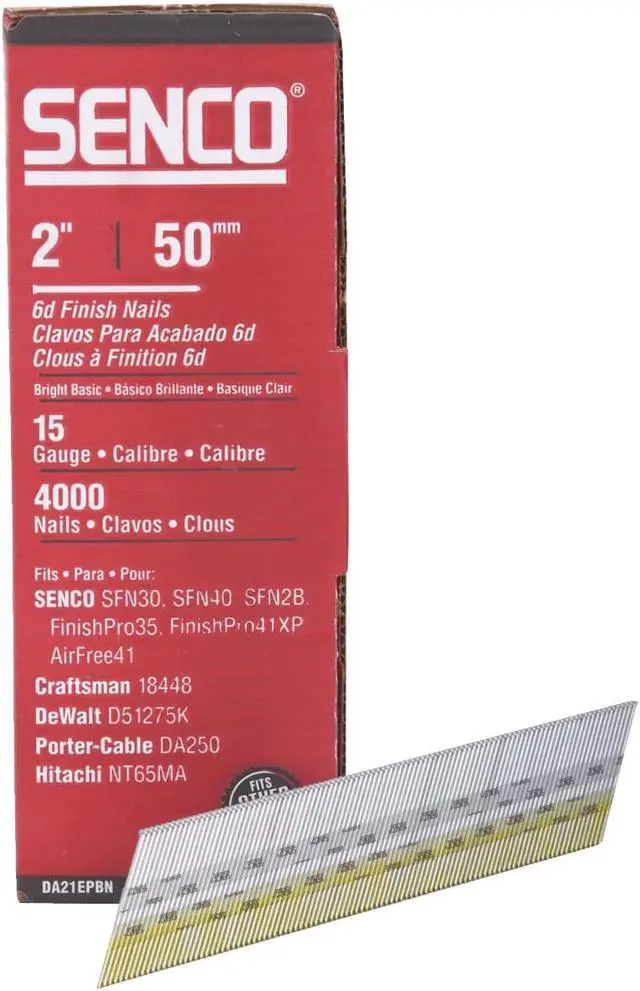 SENCO®
2" | 50mm
6d Finish Nails
Clavos Para Acabado 6d
Clous à Finition 6d
Bright Basic • Básico Brillante • Basique Clair
15
Gauge • Calibre • Calibre
4000
Nails • Clavos • Clous
Fits • Para • Pour:
SENCO SFN30, SFN40 SFN2B,
FinishPro35, FinishPro41XP
AirFree41
Craftsman 18448
DeWalt D51275K
Porter-Cable DA250
Hitachi NT65MA
FITS
OTHER
DA21EPBN